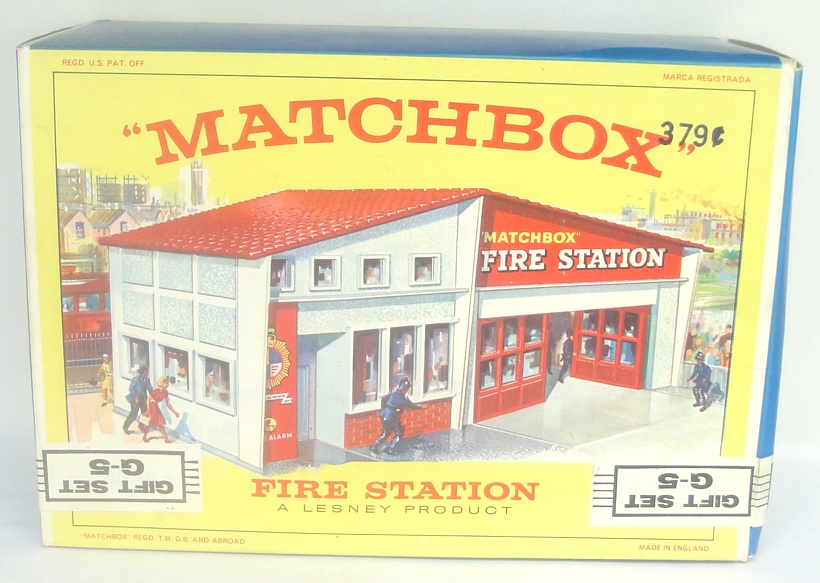 REGD. U.S. PAT. OFF.
MARCA REGISTRADA
"MATCHBOX"
379¢
"MATCHBOX"
FIRE STATION
ALARM
GIFT SET
G-5
GIFT SET
G-5
FIRE STATION
A LESNEY PRODUCT
"MATCHBOX" REGD. T.M. G.B. AND ABROAD
MADE IN ENGLAND